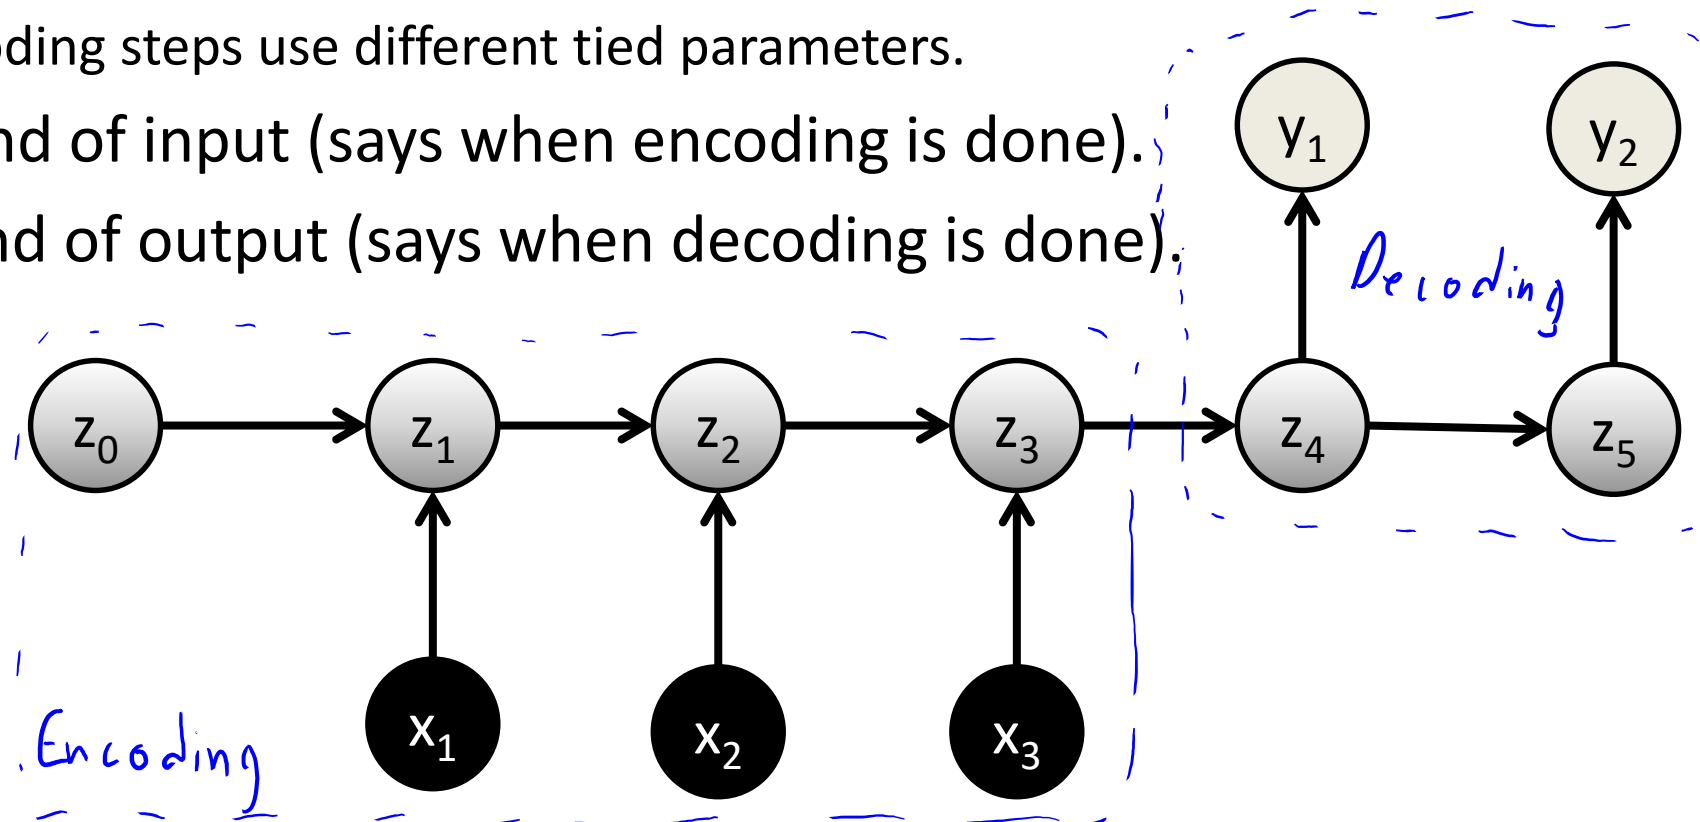 oding steps use different tied parameters.
nd of input (says when encoding is done).
nd of output (says when decoding is done).
y1 y2
Decoding
z0 z1 z2 z3 z4 z5
x1 x2 x3
Encoding